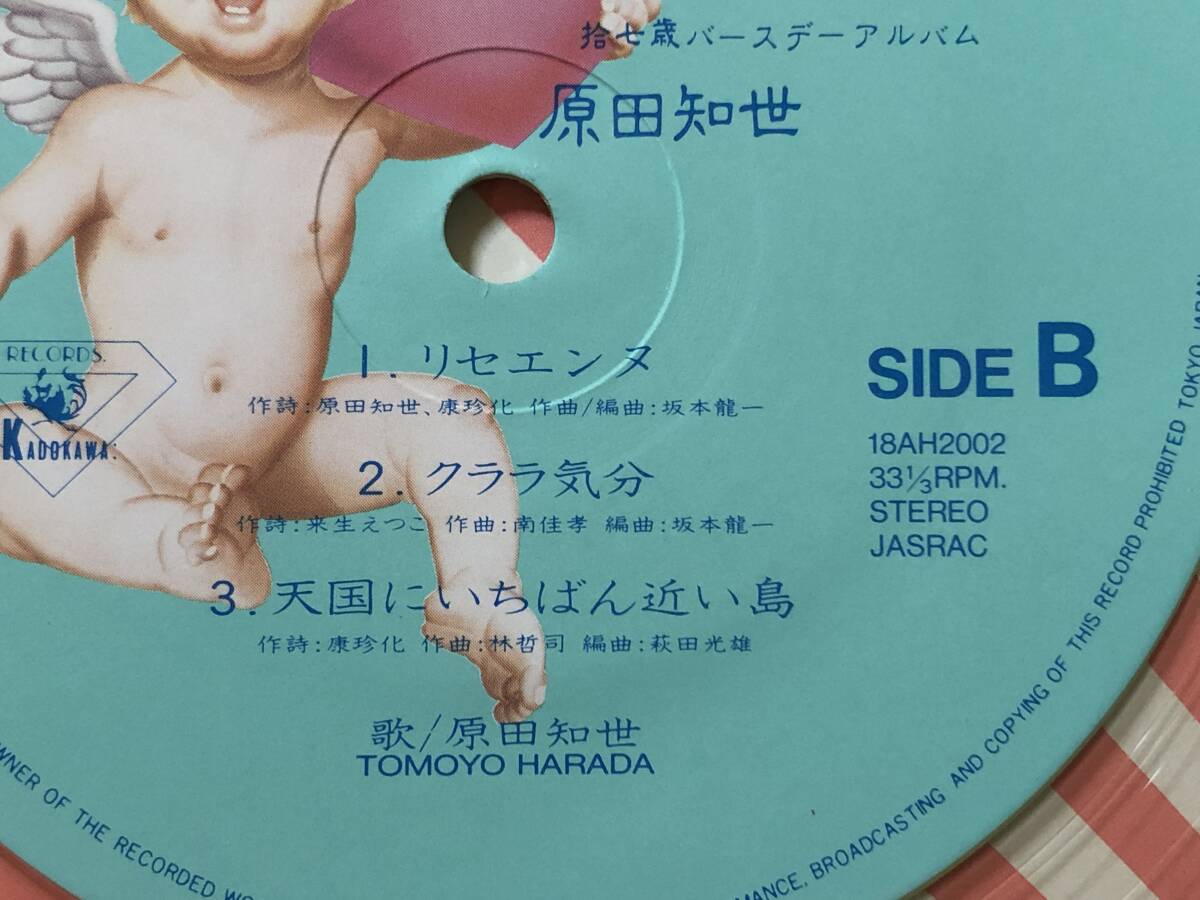 拾七歳バースデーアルバム
原田知世
RECORDS.
KADOKAWA.
1. リセエンヌ
作詩:原田知世、康珍化 作曲/編曲:坂本龍一
2. クララ気分
作詩:来生えつこ 作曲:南佳孝 編曲:坂本龍一
3. 天国にいちばん近い島
作詩:康珍化 作曲:林哲司 編曲:萩田光雄
歌/原田知世
TOMOYO HARADA
SIDE B
18AH2002
33 1/3 RPM.
STEREO
JASRAC
OWNER OF THE RECORDED
BROADCASTING AND COPYING OF THIS RECORD PROHIBITED TOKYO JAPAN